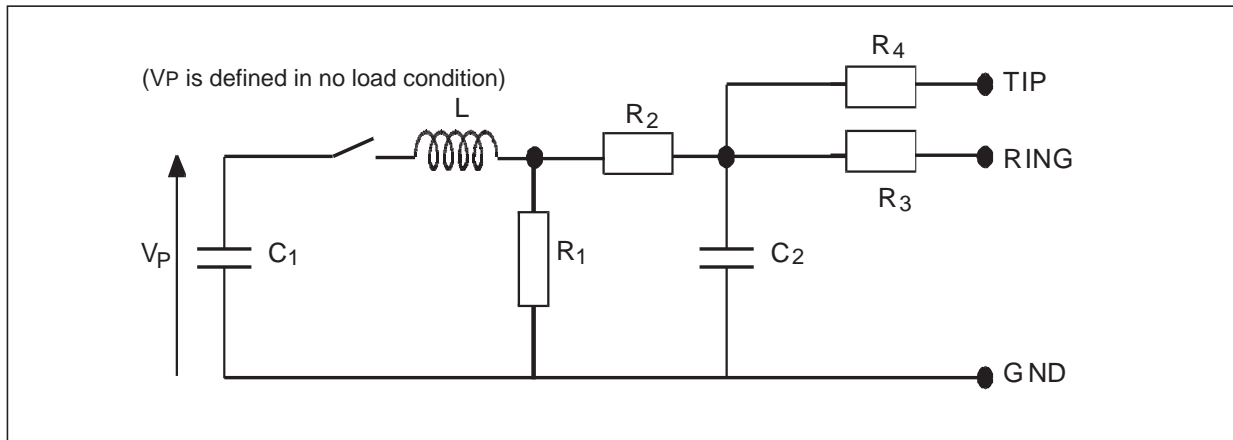 (VP is defined in no load condition)
L
R2
R4
TIP
RING
R3
VP
C1
R1
C2
GND